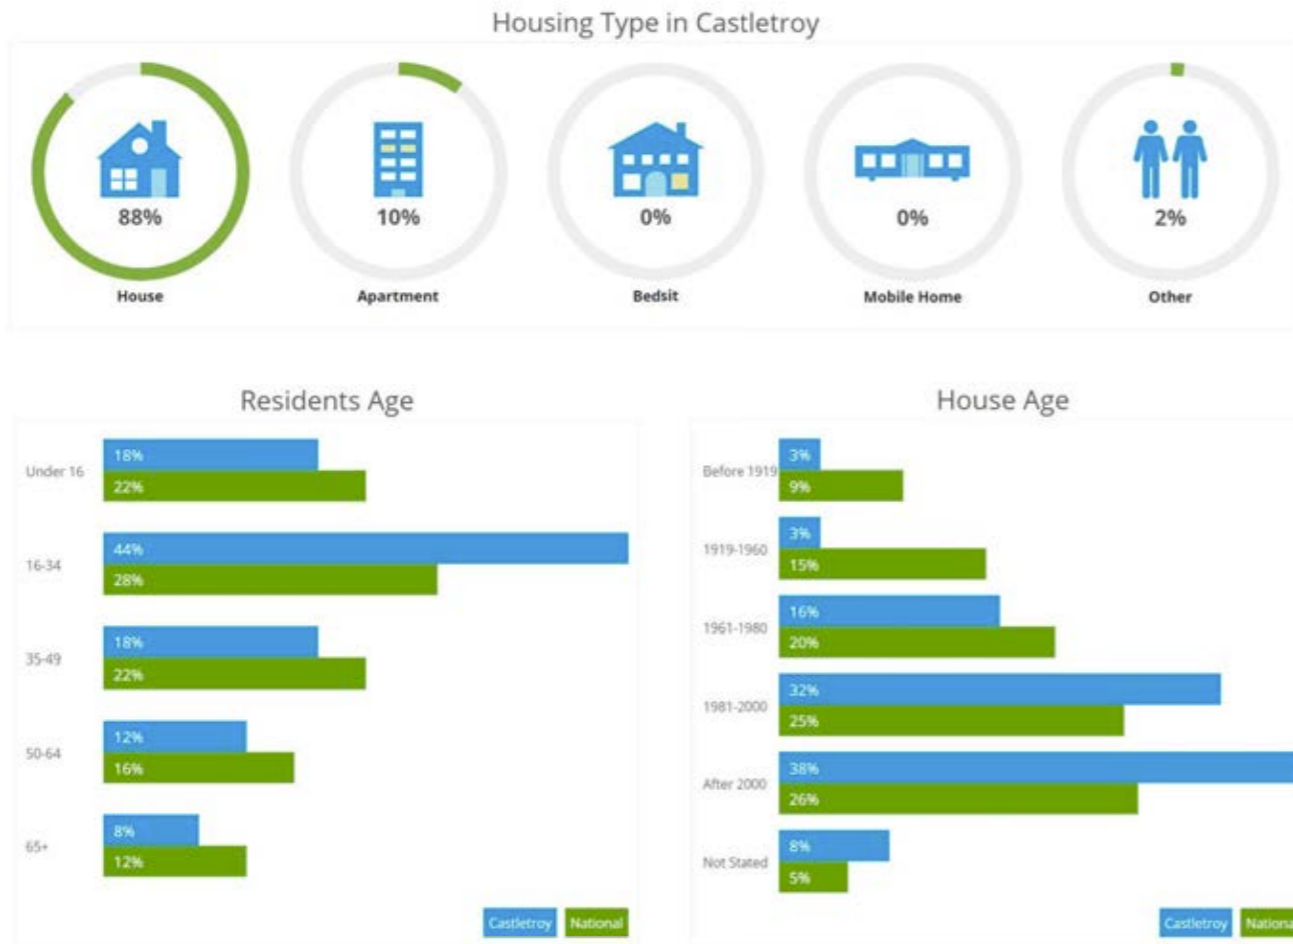 Housing Type in Castletroy
88%
10%
0%
0%
2%
House
Apartment
Bedsit
Mobile Home
Other
Residents Age
Under 16
18%
22%
16-34
44%
28%
35-49
18%
22%
50-64
12%
16%
65+
8%
12%
Castletroy
National
House Age
Before 1919
3%
9%
1919-1960
3%
15%
1961-1980
16%
20%
1981-2000
32%
25%
After 2000
38%
26%
Not Stated
8%
5%
Castletroy
Nationa